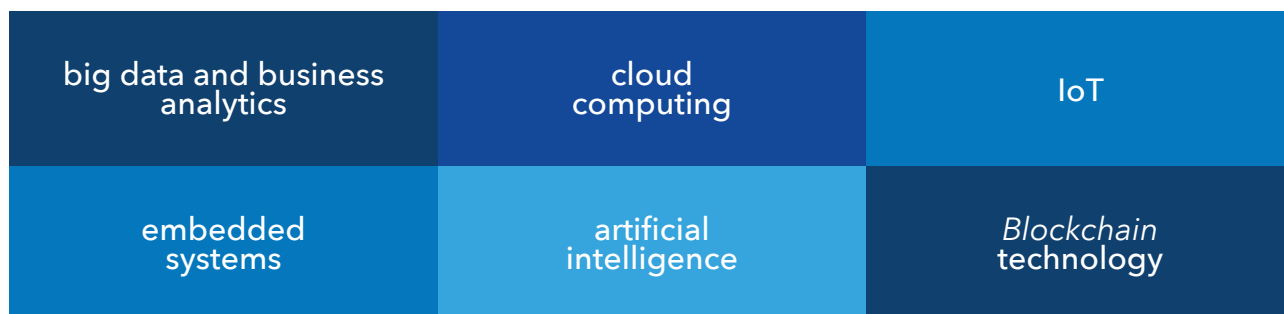 big data and business
analytics
cloud
computing
IoT
embedded
systems
artificial
intelligence
Blockchain
technology